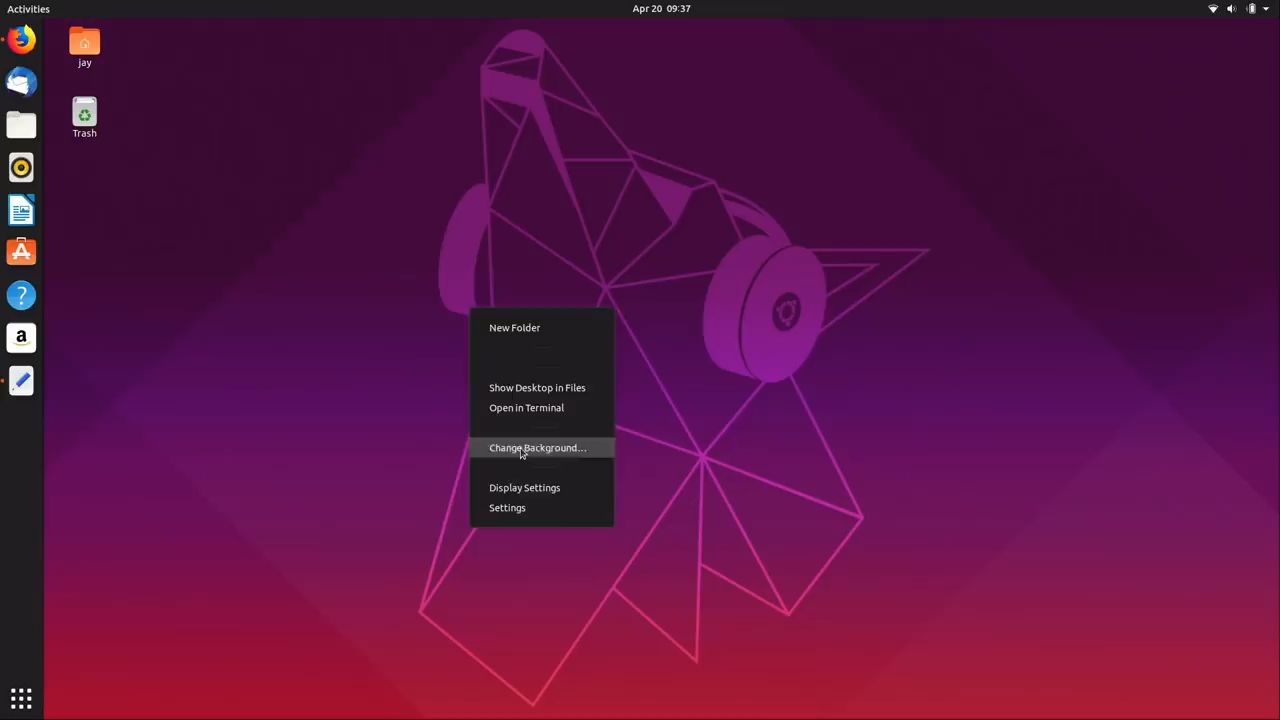 Activities
Apr 20 09:37
jay
Trash
New Folder
Show Desktop in Files
Open in Terminal
Change Background...
Display Settings
Settings
?
a